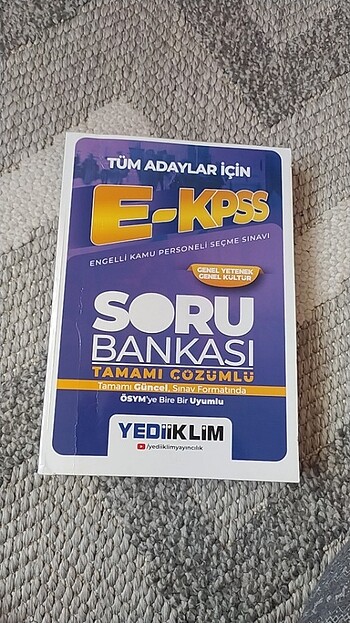 TÜM ADAYLAR İÇİN
E-KPSS
ENGELLİ KAMU PERSONELİ SEÇME SINAVI
GENEL YETENEK
GENEL KÜLTÜR
SORU
BANKASI
TAMAMI ÇÖZÜMLÜ
Tamamı Güncel, Sınav Formatında
ÖSYM'ye Bire Bir Uyumlu
YEDİİKLİM
/yediiklimyayincilik